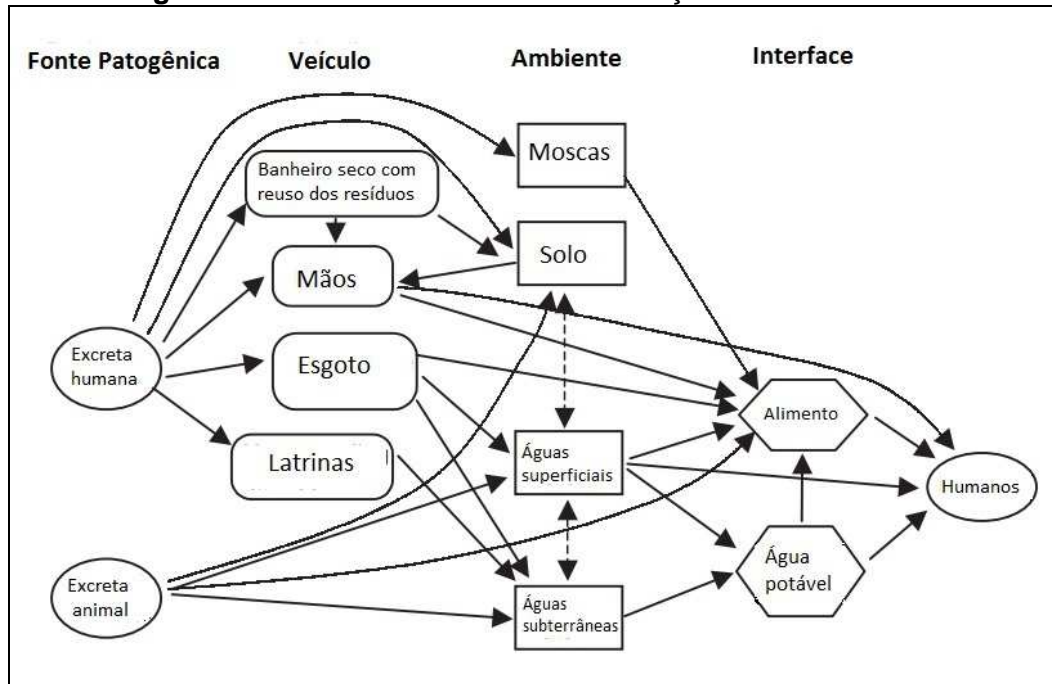 Fonte Patogênica
Veículo
Ambiente
Interface
Moscas
Banheiro seco com
reuso dos resíduos
Solo
Mãos
Excreta
humana
Esgoto
Alimento
Latrinas
Águas
superficiais
Humanos
Água
potável
Excreta
animal
Águas
subterrâneas